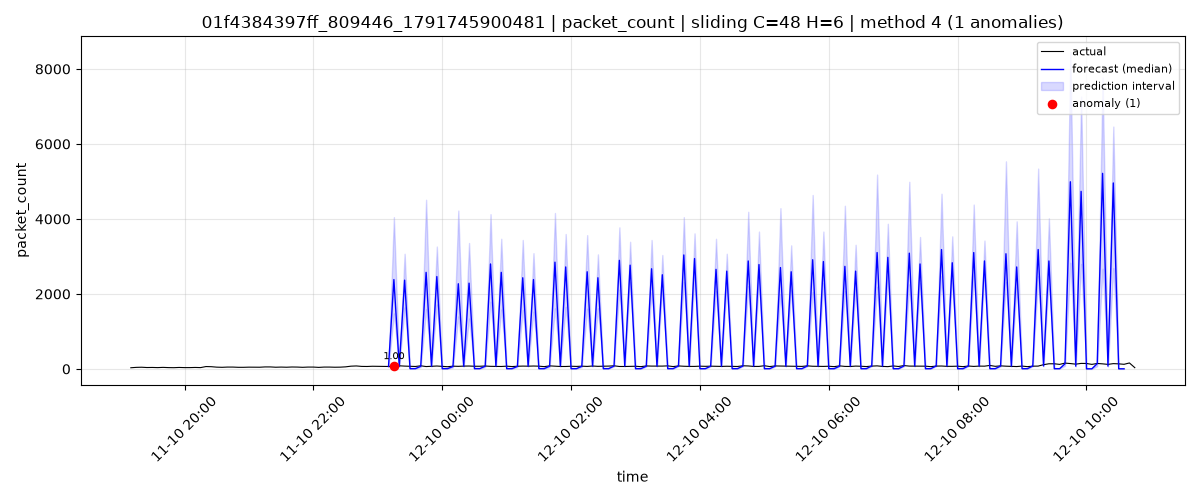 01f4384397ff_809446_1791745900481 | packet_count | sliding C=48 H=6 | method 4 (1 anomalies)
actual
forecast (median)
prediction interval
anomaly (1)
packet_count
8000
6000
4000
2000
0
1.00
11-10 20:00
11-10 22:00
12-10 00:00
12-10 02:00
12-10 04:00
12-10 06:00
12-10 08:00
12-10 10:00
time